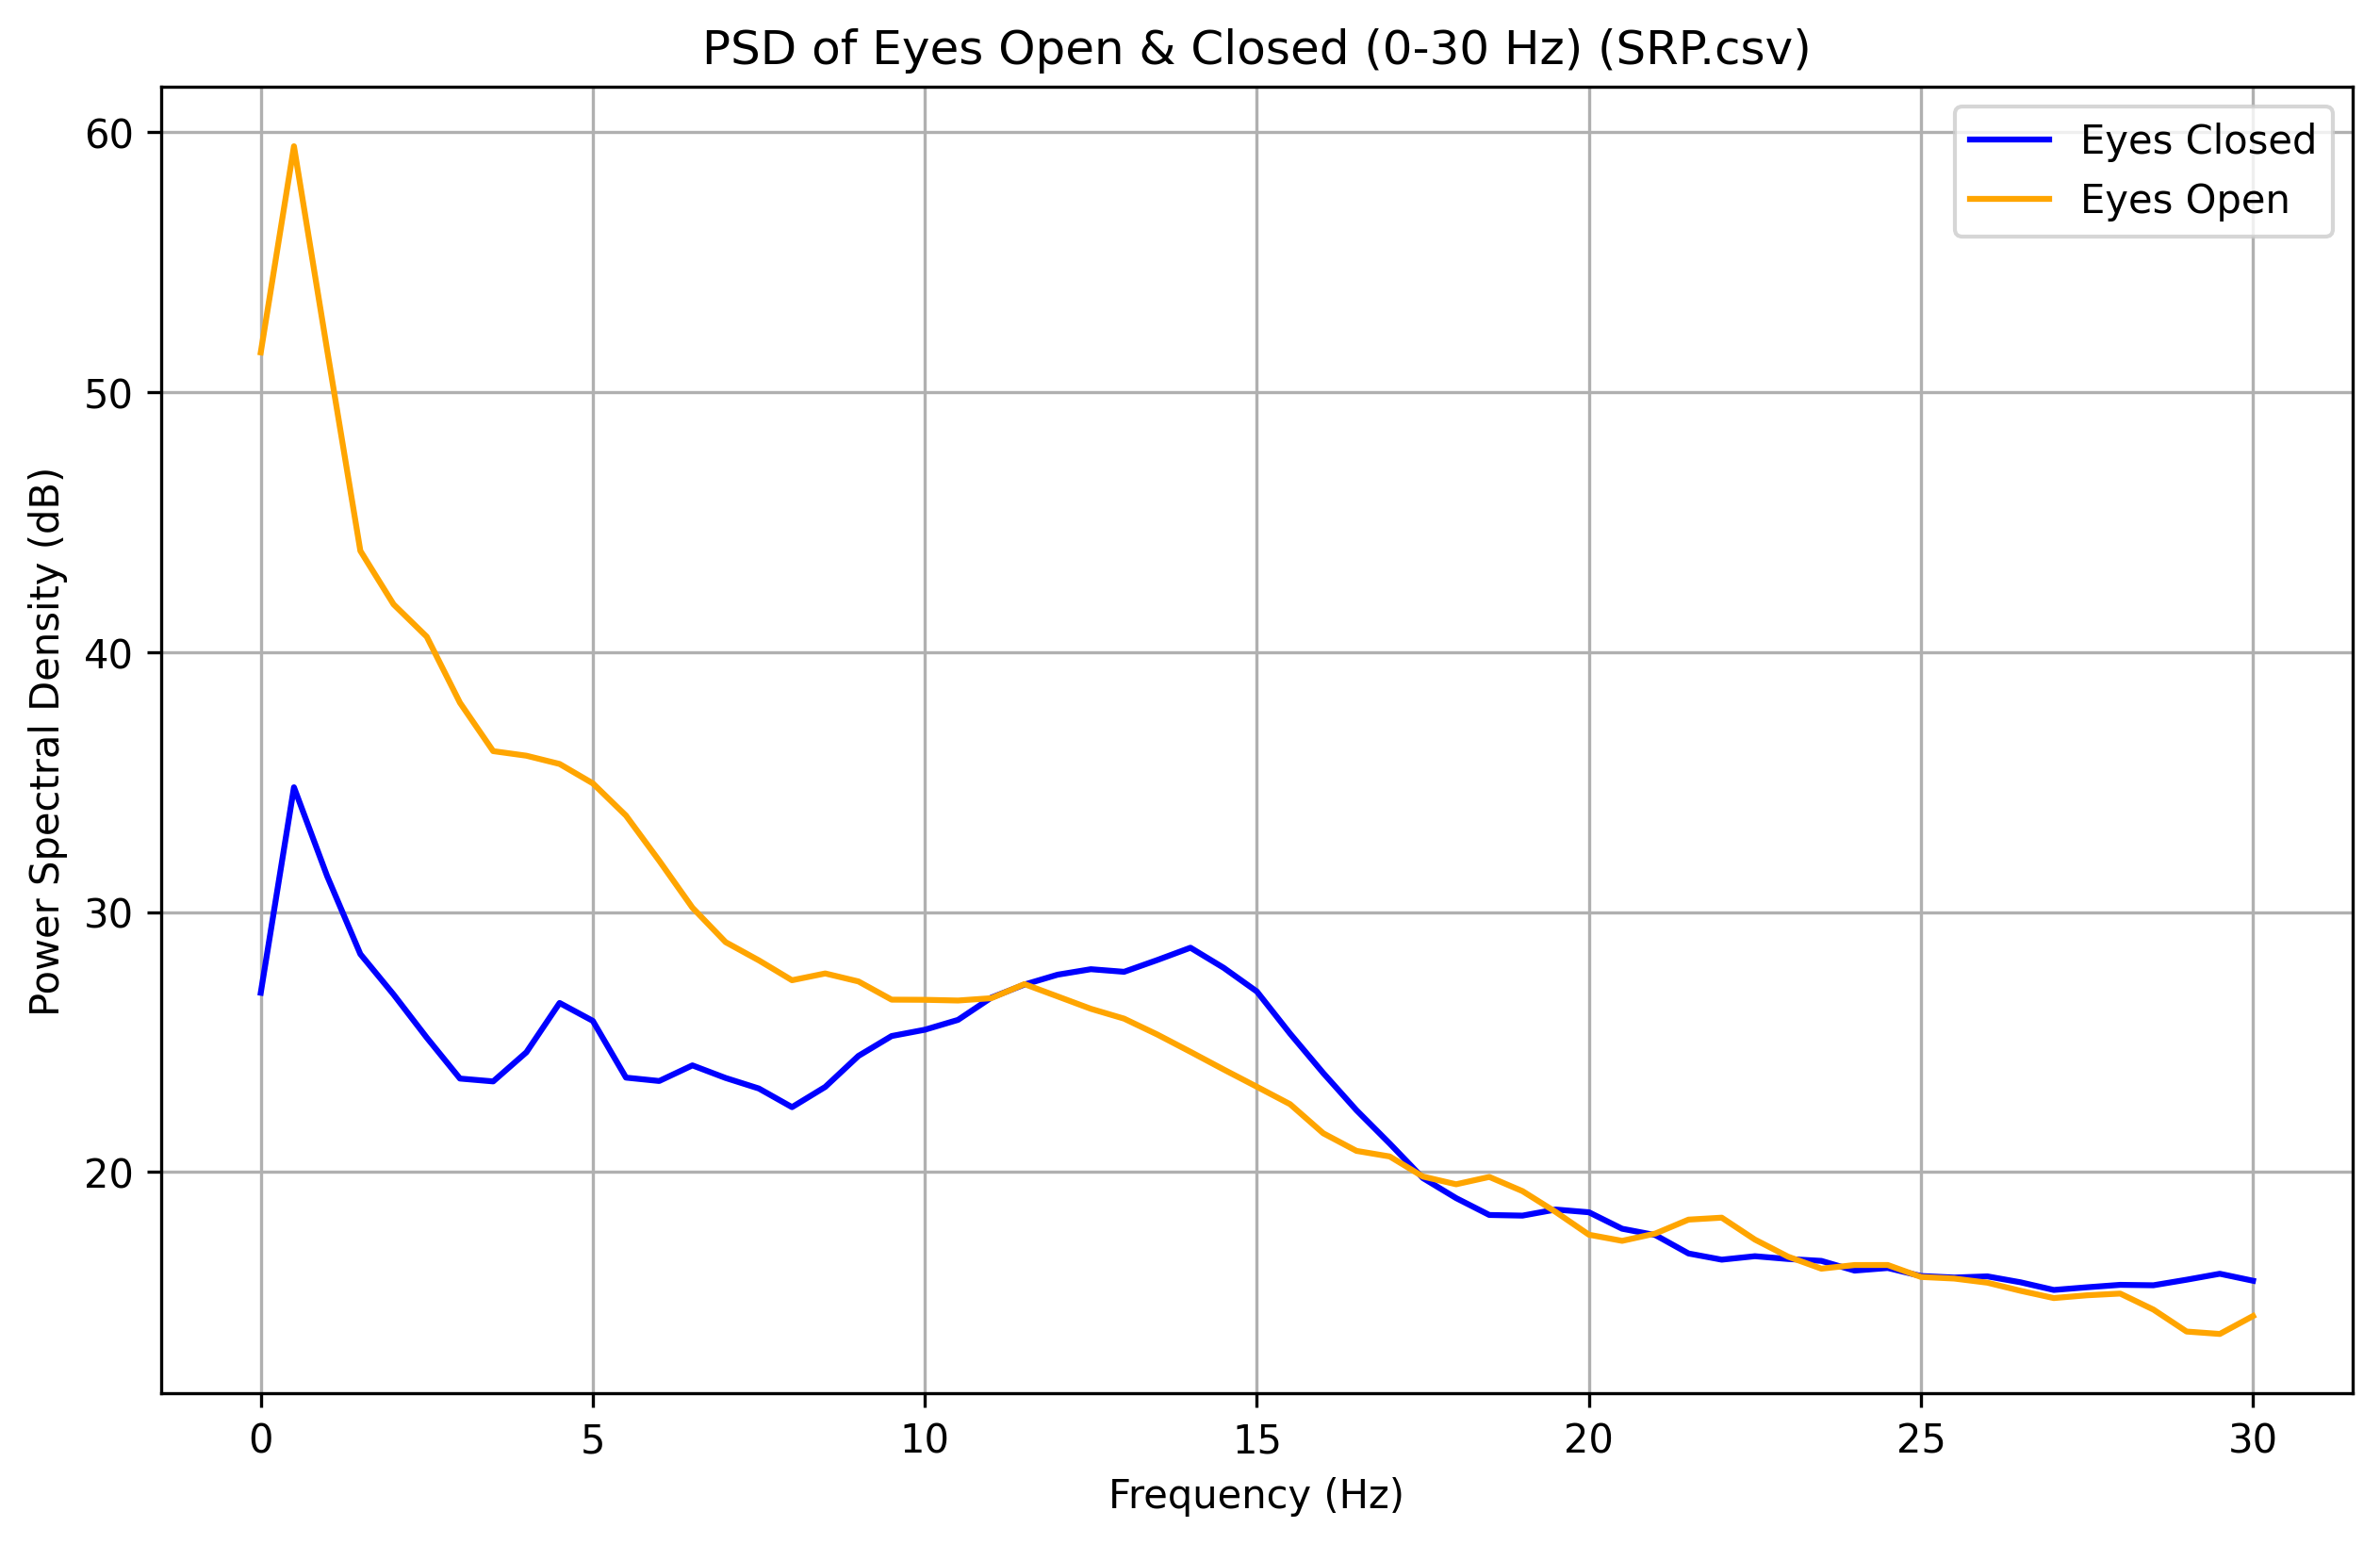 PSD of Eyes Open & Closed (0-30 Hz) (SRP.csv)
Eyes Closed
Eyes Open
Power Spectral Density (dB)
60
50
40
30
20
0 5 10 15 20 25 30
Frequency (Hz)